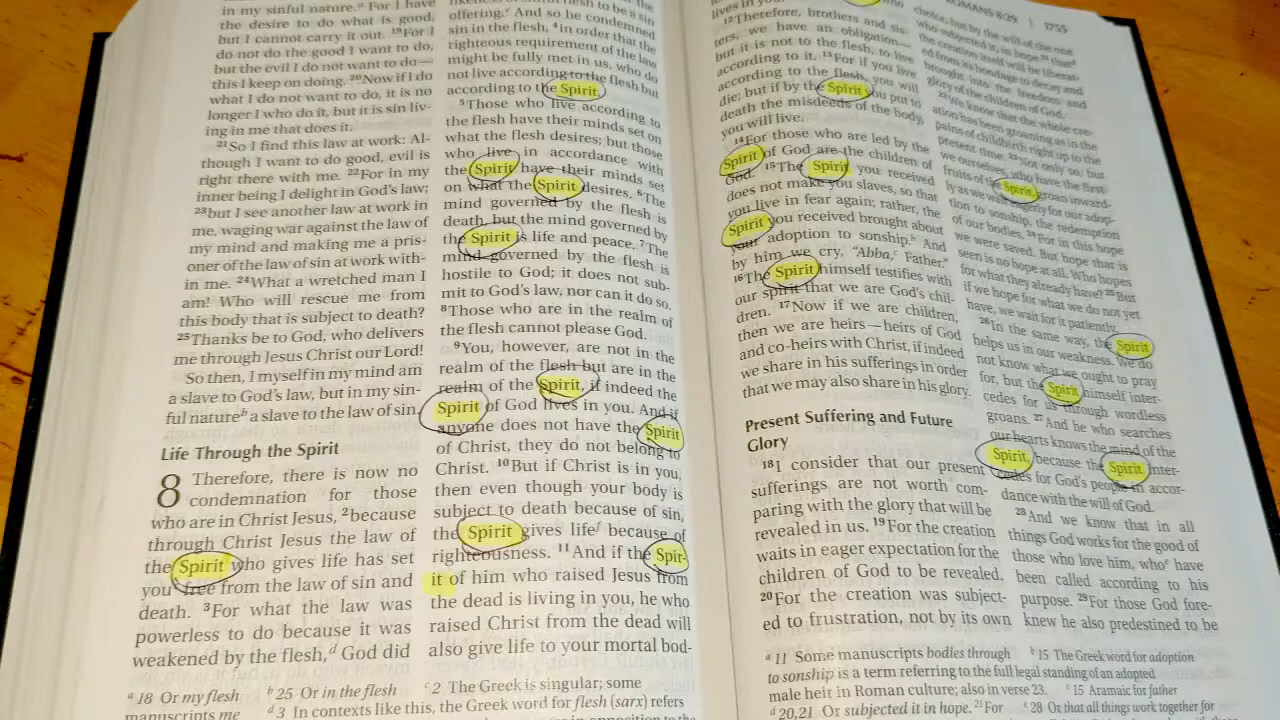 in my sinful nature.ᵃ For I have
the desire to do what is good,
but I cannot carry it out. ¹⁹For I
do not do the good I want to do,
but the evil I do not want to do—
this I keep on doing. ²⁰Now if I do
what I do not want to do, it is no
longer I who do it, but it is sin liv-
ing in me that does it.
²¹So I find this law at work: Al-
though I want to do good, evil is
right there with me. ²²For in my
inner being I delight in God's law;
²³but I see another law at work in
me, waging war against the law of
my mind and making me a pris-
oner of the law of sin at work with-
in me. ²⁴What a wretched man I
am! Who will rescue me from
this body that is subject to death?
²⁵Thanks be to God, who delivers
me through Jesus Christ our Lord!
So then, I myself in my mind am
a slave to God's law, but in my sin-
ful natureᵇ a slave to the law of sin.
Life Through the Spirit
8 Therefore, there is now no
condemnation for those
who are in Christ Jesus, ²because
through Christ Jesus the law of
the Spirit who gives life has set
you free from the law of sin and
death. ³For what the law was
powerless to do because it was
weakened by the flesh,ᵈ God did
offering. And so he condemned
sin in the flesh, ⁴in order that the
righteous requirement of the law
might be fully met in us, who do
not live according to the flesh but
according to the Spirit.
⁵Those who live according to
the flesh have their minds set on
what the flesh desires; but those
who live in accordance with
the Spirit have their minds set
on what the Spirit desires. ⁶The
mind governed by the flesh is
death, but the mind governed by
the Spirit is life and peace. ⁷The
mind governed by the flesh is
hostile to God; it does not sub-
mit to God's law, nor can it do so.
⁸Those who are in the realm of
the flesh cannot please God.
⁹You, however, are not in the
realm of the flesh but are in the
realm of the Spirit, if indeed the
Spirit of God lives in you. And if
anyone does not have the Spirit
of Christ, they do not belong to
Christ. ¹⁰But if Christ is in you,
then even though your body is
subject to death because of sin,
the Spirit gives lifeᶠ because of
righteousness. ¹¹And if the Spir-
it of him who raised Jesus from
the dead is living in you, he who
raised Christ from the dead will
also give life to your mortal bod-
ᵃ 18 Or my flesh ᵇ 25 Or in the flesh ᶜ 2 The Greek is singular; some
manuscripts me ᵈ 3 In contexts like this, the Greek word for flesh (sarx) refers
ROMANS 8:29 | 1755
lives in you.
¹²Therefore, brothers and sis-
ters, we have an obligation—
but it is not to the flesh, to live
according to it. ¹³For if you live
according to the flesh, you will
die; but if by the Spirit you put to
death the misdeeds of the body,
you will live.
¹⁴For those who are led by the
Spirit of God are the children of
God. ¹⁵The Spirit you received
does not make you slaves, so that
you live in fear again; rather, the
Spirit you received brought about
your adoption to sonship.ᵇ And
by him we cry, "Abba,ᶜ Father."
¹⁶The Spirit himself testifies with
our spirit that we are God's chil-
dren. ¹⁷Now if we are children,
then we are heirs—heirs of God
and co-heirs with Christ, if indeed
we share in his sufferings in order
that we may also share in his glory.
Present Suffering and Future
Glory
¹⁸I consider that our present
sufferings are not worth com-
paring with the glory that will be
revealed in us. ¹⁹For the creation
waits in eager expectation for the
children of God to be revealed.
²⁰For the creation was subject-
ed to frustration, not by its own
choice, but by the will of the one
who subjected it, in hope ²¹that
the creation itself will be liberat-
ed from its bondage to decay and
brought into the freedom and
glory of the children of God.
²²We know that the whole cre-
ation has been groaning as in the
pains of childbirth right up to the
present time. ²³Not only so, but
we ourselves, who have the first-
fruits of the Spirit, groan inward-
ly as we wait eagerly for our adop-
tion to sonship, the redemption
of our bodies. ²⁴For in this hope
we were saved. But hope that is
seen is no hope at all. Who hopes
for what they already have? ²⁵But
if we hope for what we do not yet
have, we wait for it patiently.
²⁶In the same way, the Spirit
helps us in our weakness. We do
not know what we ought to pray
for, but the Spirit himself inter-
cedes for us through wordless
groans. ²⁷And he who searches
our hearts knows the mind of the
Spirit, because the Spirit inter-
cedes for God's people in accor-
dance with the will of God.
²⁸And we know that in all
things God works for the good of
those who love him, whoᵉ have
been called according to his
purpose. ²⁹For those God fore-
knew he also predestined to be
ᵃ 11 Some manuscripts bodies through ᵇ 15 The Greek word for adoption
to sonship is a term referring to the full legal standing of an adopted
male heir in Roman culture; also in verse 23. ᶜ 15 Aramaic for father
ᵈ 20,21 Or subjected it in hope. ²¹For ᵉ 28 Or that all things work together for